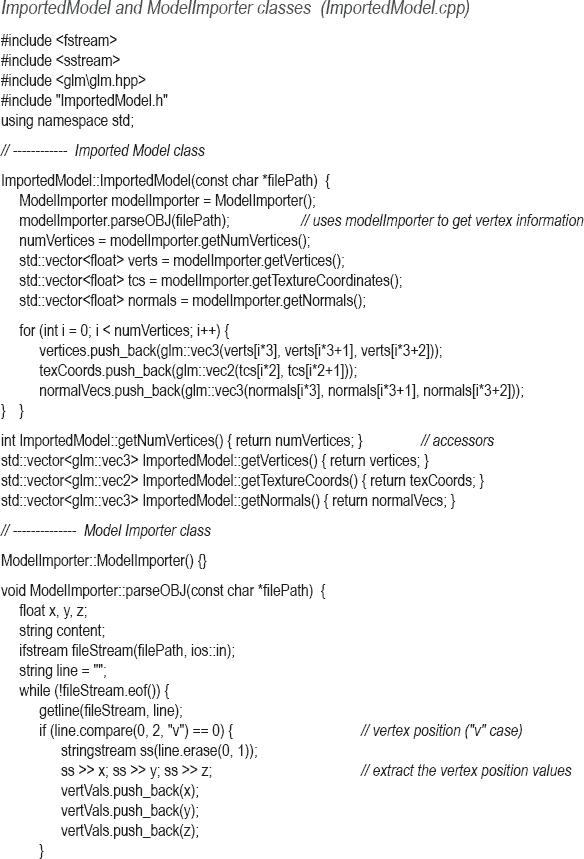 ImportedModel and ModelImporter classes (ImportedModel.cpp)
#include <fstream>
#include <sstream>
#include <glm\glm.hpp>
#include "ImportedModel.h"
using namespace std;
// ------------ Imported Model class
ImportedModel::ImportedModel(const char *filePath) {
ModelImporter modelImporter = ModelImporter();
modelImporter.parseOBJ(filePath); // uses modelImporter to get vertex information
numVertices = modelImporter.getNumVertices();
std::vector<float> verts = modelImporter.getVertices();
std::vector<float> tcs = modelImporter.getTextureCoordinates();
std::vector<float> normals = modelImporter.getNormals();
for (int i = 0; i < numVertices; i++) {
vertices.push_back(glm::vec3(verts[i*3], verts[i*3+1], verts[i*3+2]));
texCoords.push_back(glm::vec2(tcs[i*2], tcs[i*2+1]));
normalVecs.push_back(glm::vec3(normals[i*3], normals[i*3+1], normals[i*3+2]));
} }
int ImportedModel::getNumVertices() { return numVertices; } // accessors
std::vector<glm::vec3> ImportedModel::getVertices() { return vertices; }
std::vector<glm::vec2> ImportedModel::getTextureCoords() { return texCoords; }
std::vector<glm::vec3> ImportedModel::getNormals() { return normalVecs; }
// -------------- Model Importer class
ModelImporter::ModelImporter() {}
void ModelImporter::parseOBJ(const char *filePath) {
float x, y, z;
string content;
ifstream fileStream(filePath, ios::in);
string line = "";
while (!fileStream.eof()) {
getline(fileStream, line);
if (line.compare(0, 2, "v") == 0) { // vertex position ("v" case)
stringstream ss(line.erase(0, 1));
ss >> x; ss >> y; ss >> z; // extract the vertex position values
vertVals.push_back(x);
vertVals.push_back(y);
vertVals.push_back(z);
}